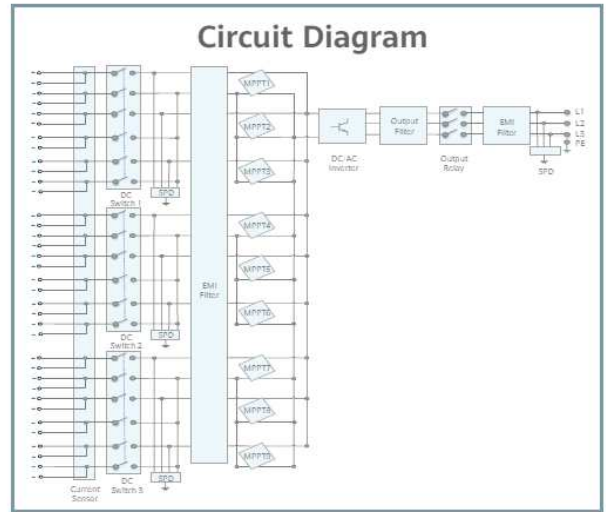 Circuit Diagram
MPPT1
MPPT2
MPPT3
SPD
DC
Switch 1
MPPT4
MPPT5
MPPT6
SPD
DC
Switch 2
EMI
Filter
MPPT7
MPPT8
MPPT9
SPD
Current
Sensor
DC
Switch 3
DC-AC
Inverter
Output
Filter
Output
Relay
EMI
Filter
SPD
L1
L2
L3
PE